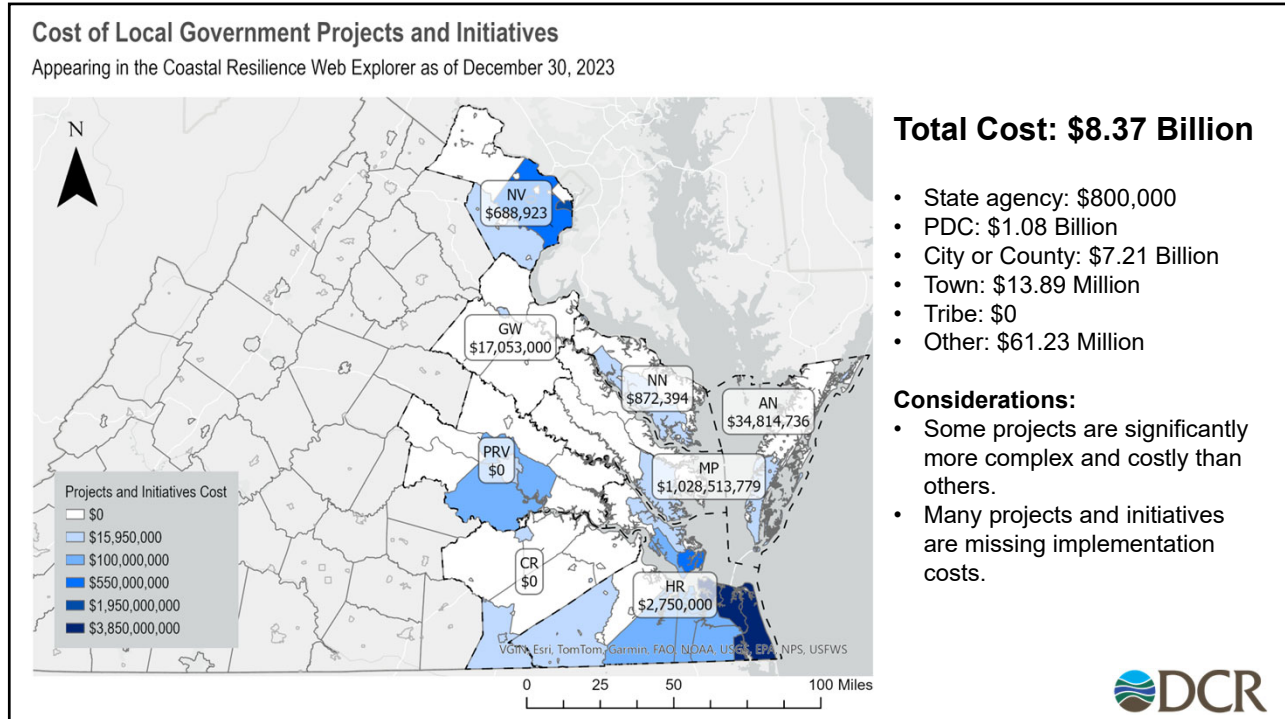 Cost of Local Government Projects and Initiatives
Appearing in the Coastal Resilience Web Explorer as of December 30, 2023
N
NV
$688,923
GW
$17,053,000
NN
$872,394
AN
$34,814,736
PRV
$0
MP
$1,028,513,779
CR
$0
HR
$2,750,000
Projects and Initiatives Cost
$0
$15,950,000
$100,000,000
$550,000,000
$1,950,000,000
$3,850,000,000
VGIN, Esri, TomTom, Garmin, FAO, NOAA, USGS, EPA, NPS, USFWS
0 25 50 100 Miles
Total Cost: $8.37 Billion
• State agency: $800,000
• PDC: $1.08 Billion
• City or County: $7.21 Billion
• Town: $13.89 Million
• Tribe: $0
• Other: $61.23 Million
Considerations:
• Some projects are significantly
more complex and costly than
others.
• Many projects and initiatives
are missing implementation
costs.
DCR